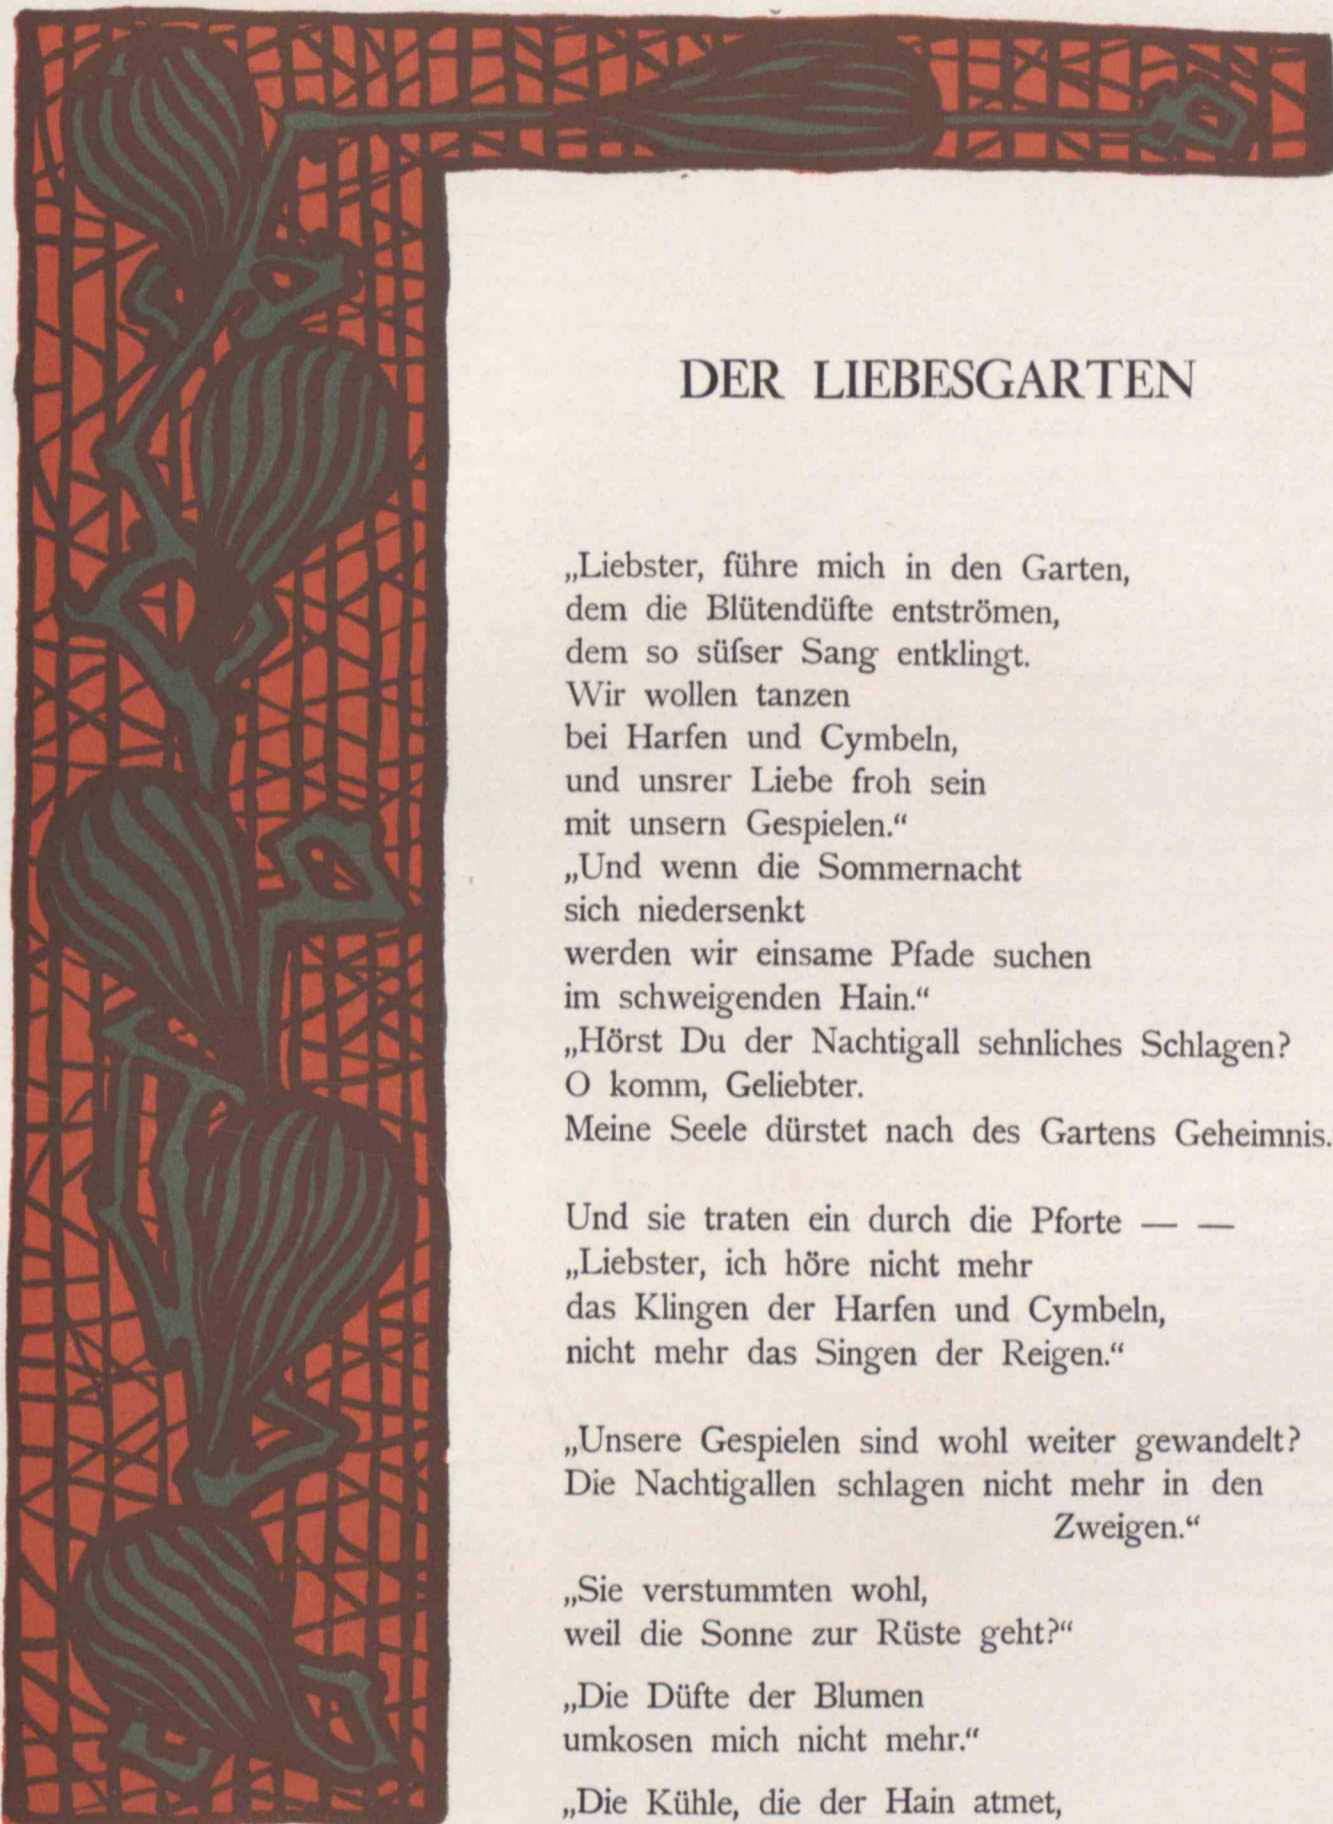 DER LIEBESGARTEN
„Liebster, führe mich in den Garten,
dem die Blütendüfte entströmen,
dem so süſser Sang entklingt.
Wir wollen tanzen
bei Harfen und Cymbeln,
und unsrer Liebe froh sein
mit unsern Gespielen.“
„Und wenn die Sommernacht
sich niedersenkt
werden wir einsame Pfade suchen
im schweigenden Hain.“
„Hörst Du der Nachtigall sehnliches Schlagen?
O komm, Geliebter.
Meine Seele dürstet nach des Gartens Geheimnis.
Und sie traten ein durch die Pforte — —
„Liebster, ich höre nicht mehr
das Klingen der Harfen und Cymbeln,
nicht mehr das Singen der Reigen.“
„Unsere Gespielen sind wohl weiter gewandelt?
Die Nachtigallen schlagen nicht mehr in den
Zweigen.“
„Sie verstummten wohl,
weil die Sonne zur Rüste geht?“
„Die Düfte der Blumen
umkosen mich nicht mehr.“
„Die Kühle, die der Hain atmet,